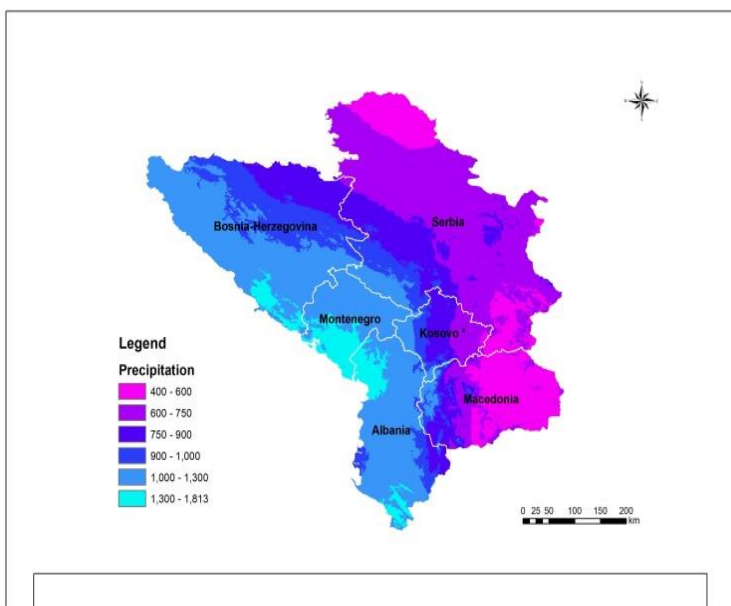 Serbia
Bosnia-Herzegovina
Montenegro
Kosovo *
Macedonia
Albania
Legend
Precipitation
400 - 600
600 - 750
750 - 900
900 - 1,000
1,000 - 1,300
1,300 - 1,813
0 25 50 100 150 200
km